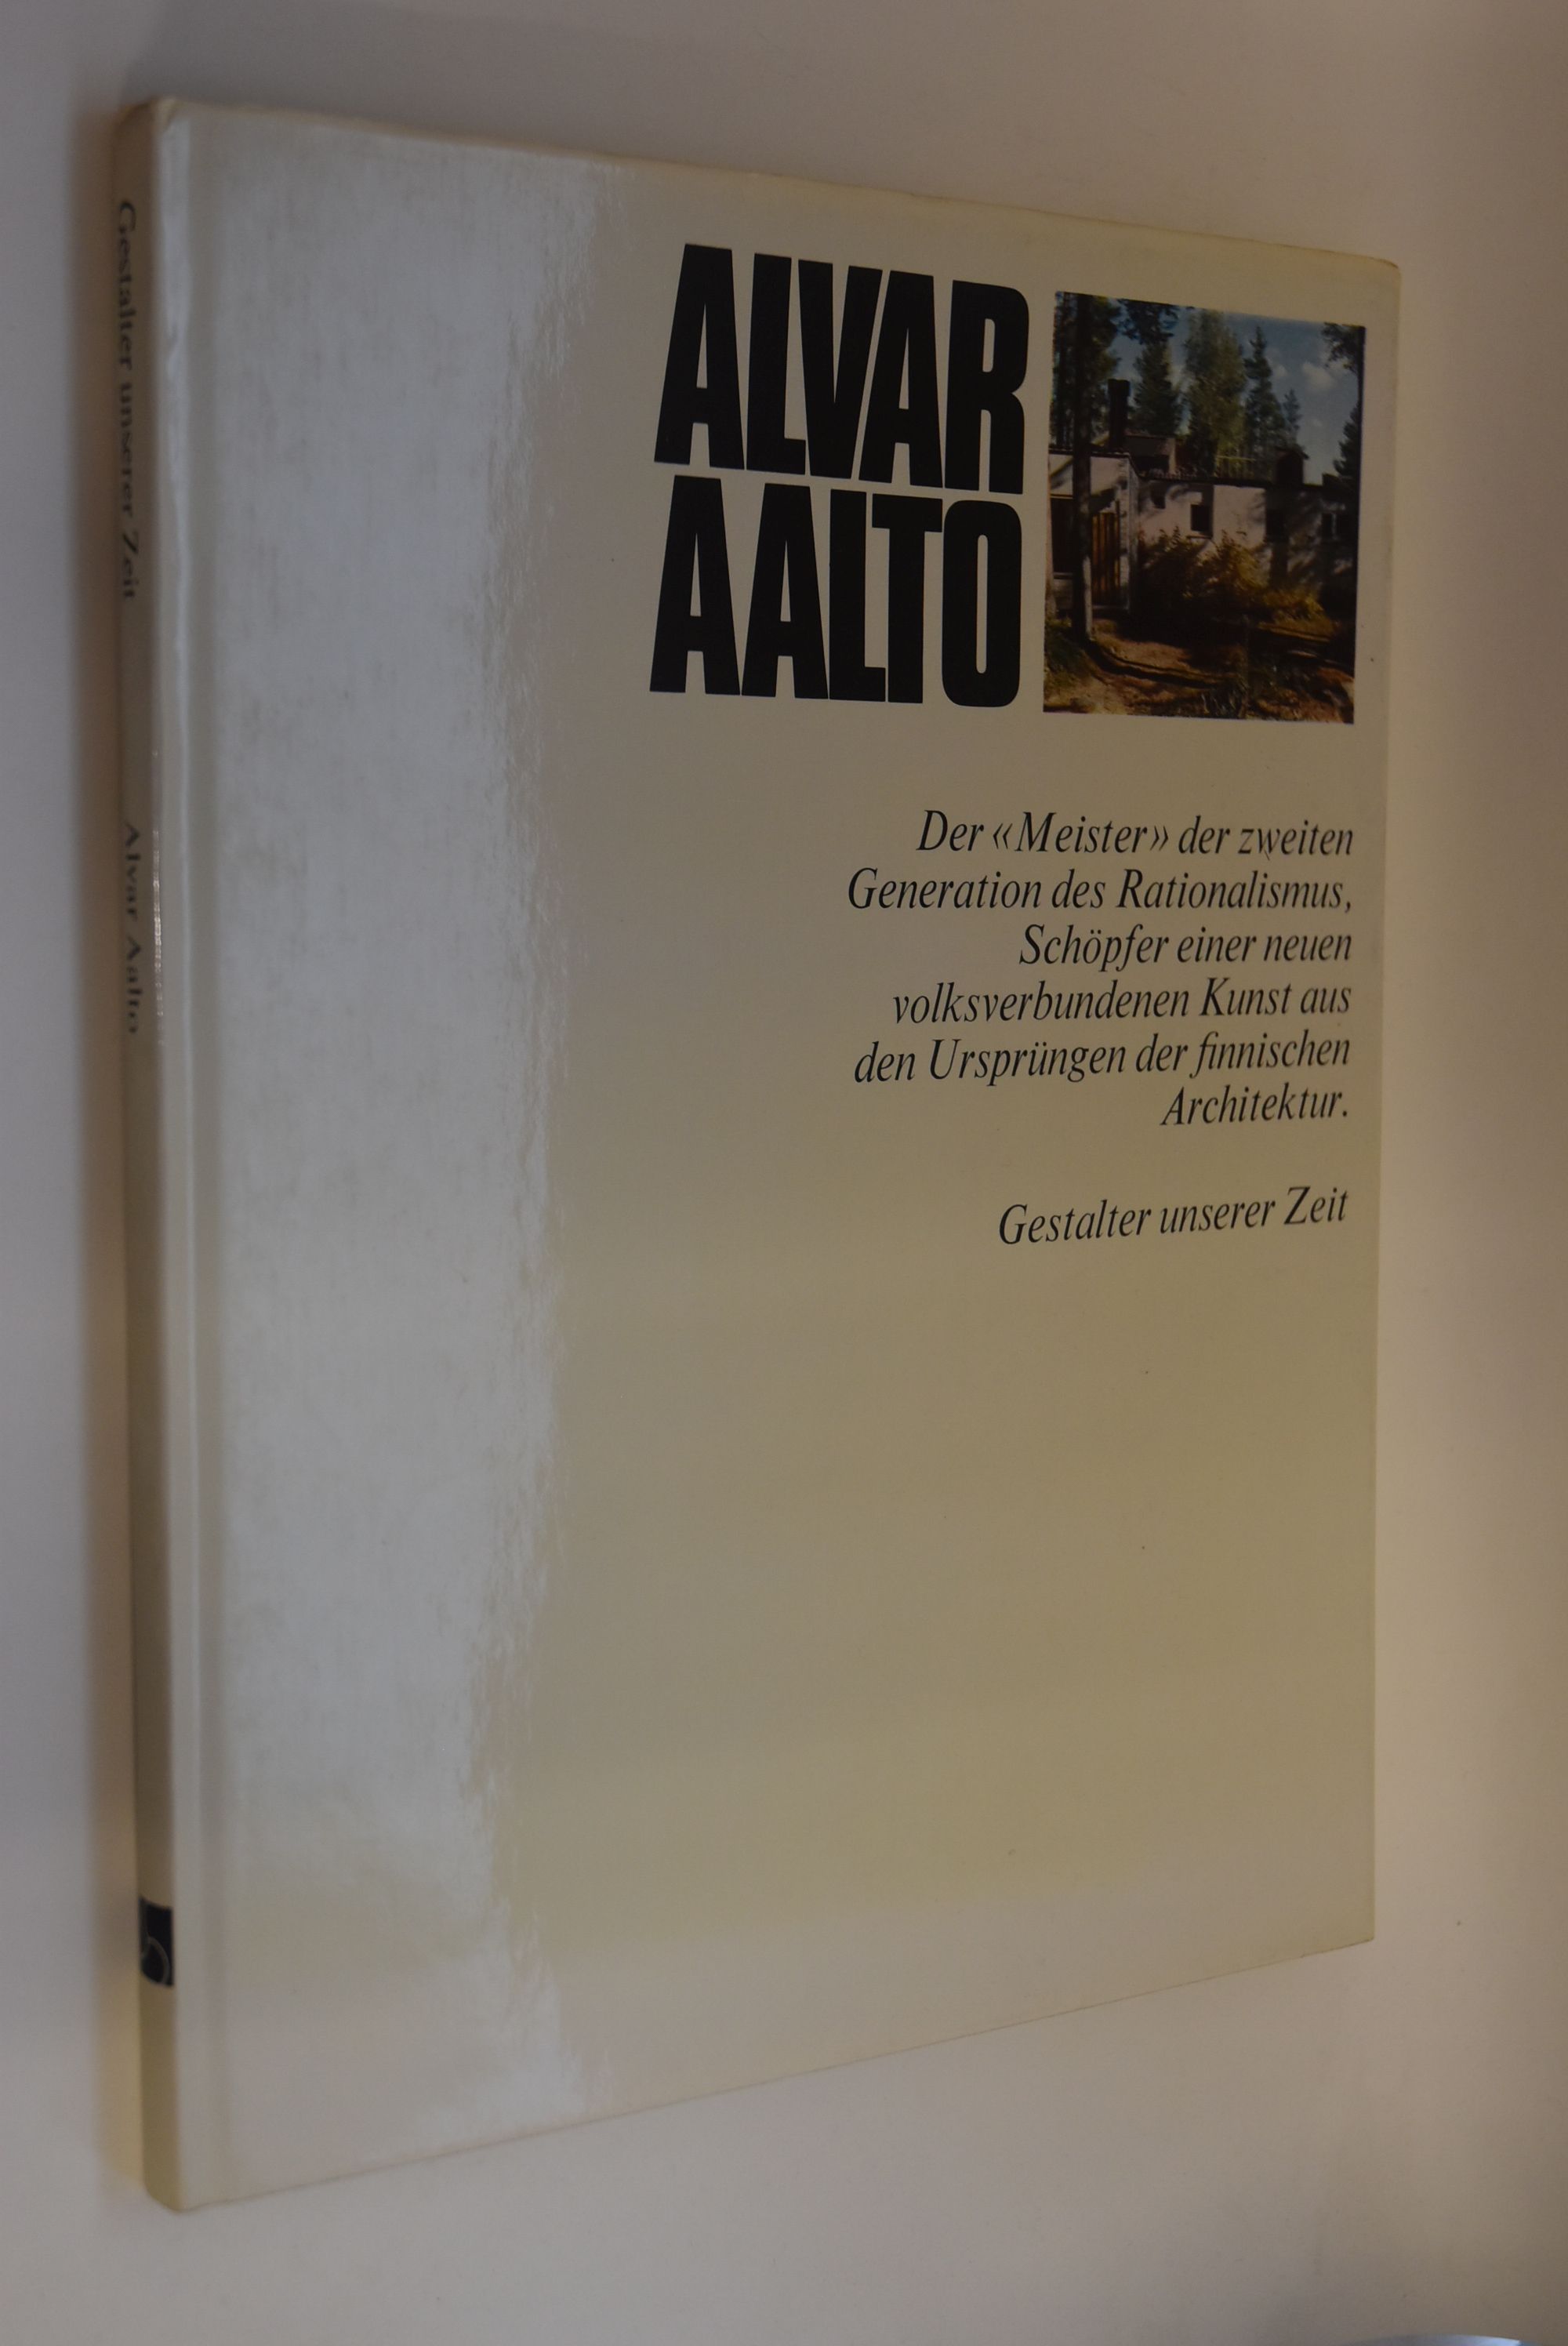 ALVAR
AALTO
Der «Meister» der zweiten
Generation des Rationalismus,
Schöpfer einer neuen
volksverbundenen Kunst aus
den Ursprüngen der finnischen
Architektur.
Gestalter unserer Zeit
Gestalter unserer Zeit Alvar Aalto